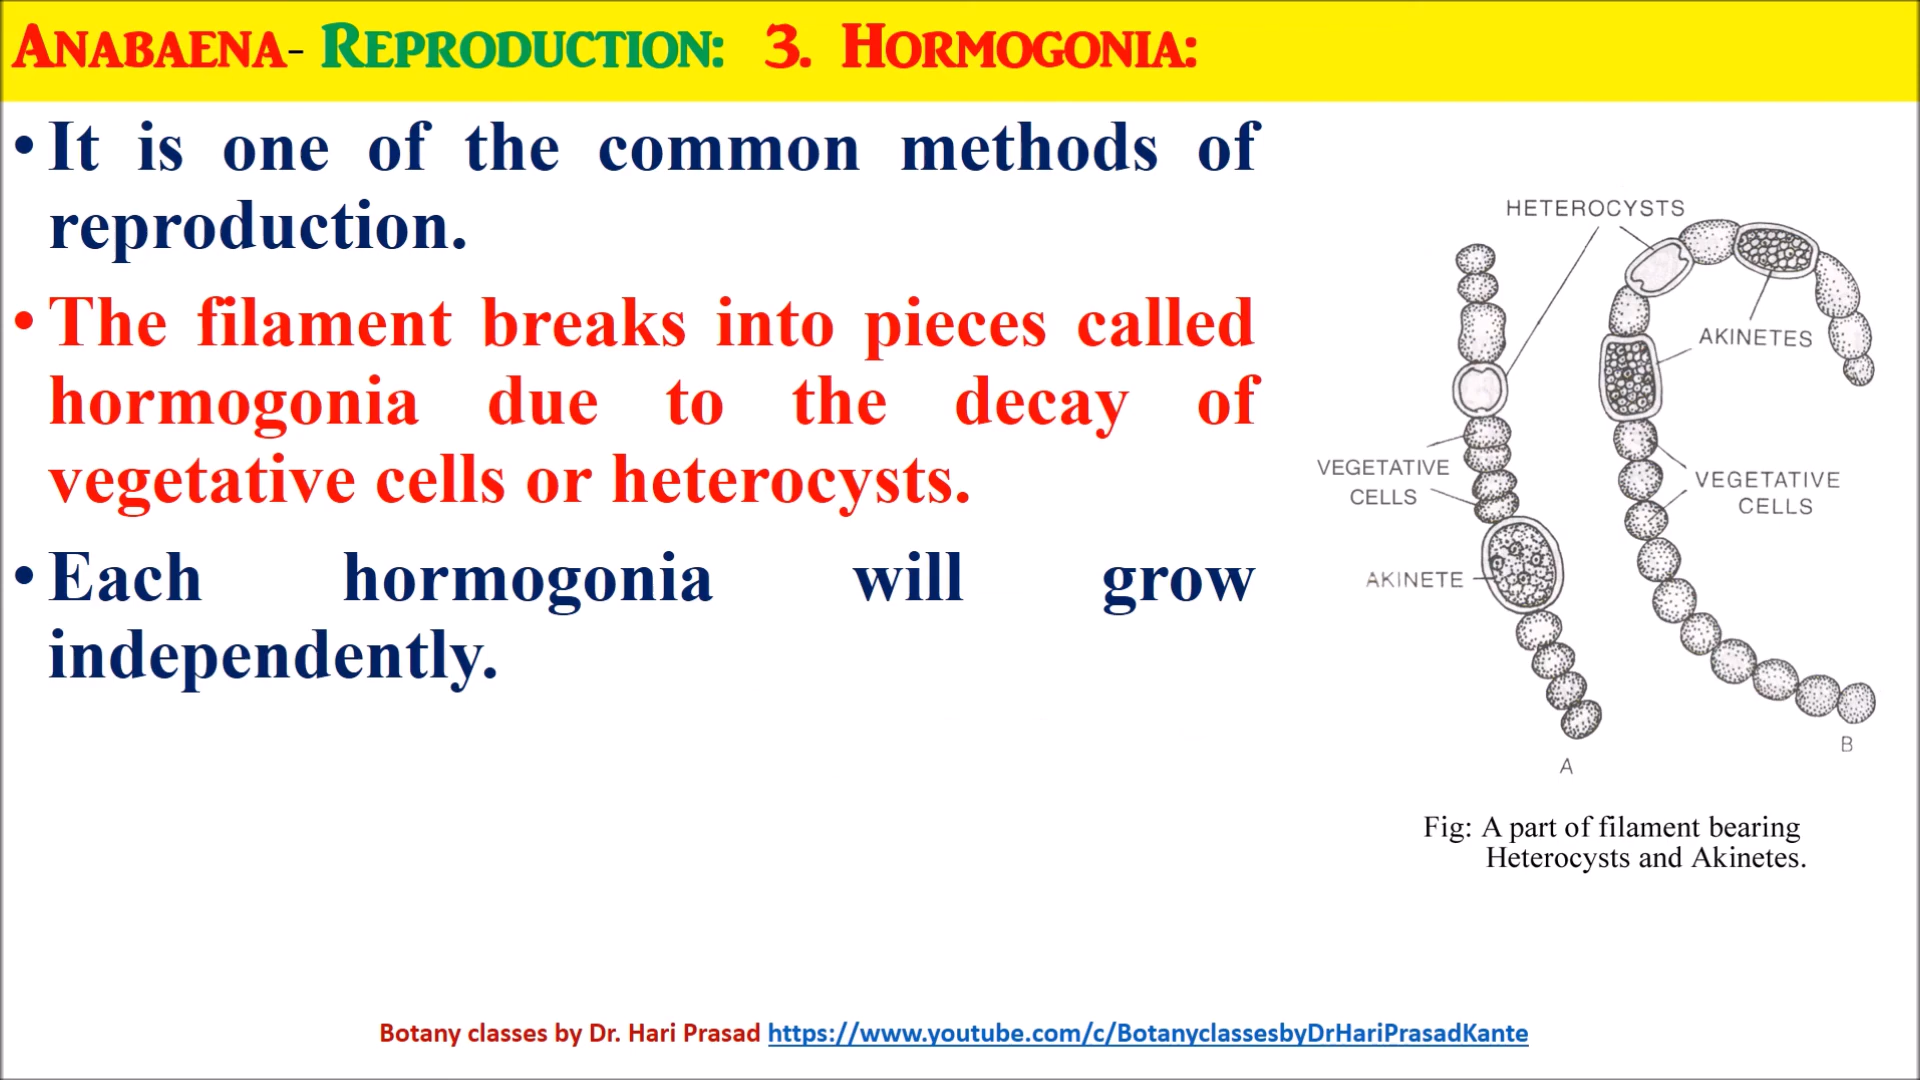 ANABAENA- REPRODUCTION: 3. HORMOGONIA:
• It is one of the common methods of
reproduction.
• The filament breaks into pieces called
hormogonia due to the decay of
vegetative cells or heterocysts.
• Each hormogonia will grow
independently.
HETEROCYSTS
AKINETES
VEGETATIVE
CELLS
VEGETATIVE
CELLS
AKINETE
B
A
Fig: A part of filament bearing
Heterocysts and Akinetes.
Botany classes by Dr. Hari Prasad https://www.youtube.com/c/BotanyclassesbyDrHariPrasadKante